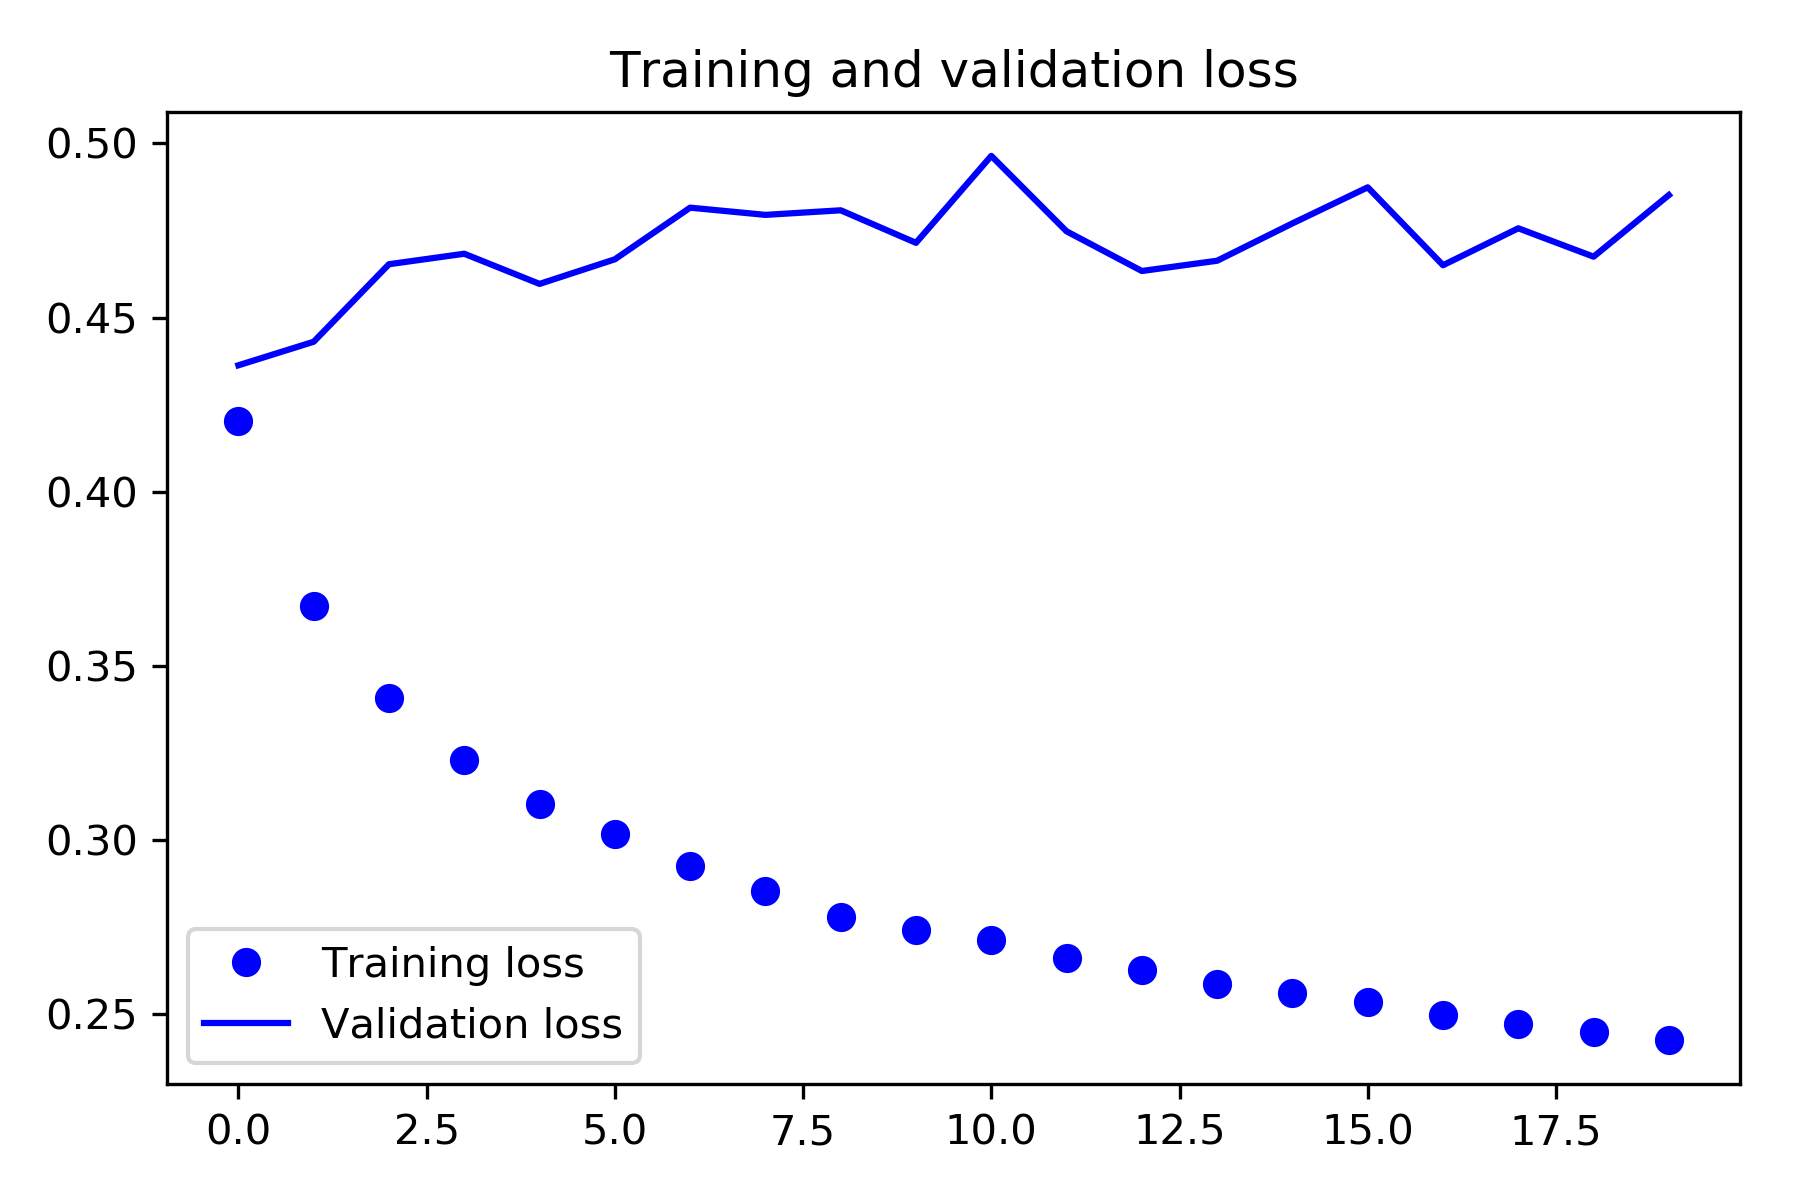 Training and validation loss
0.50
0.45
0.40
0.35
0.30
0.25
Training loss
Validation loss
0.0 2.5 5.0 7.5 10.0 12.5 15.0 17.5